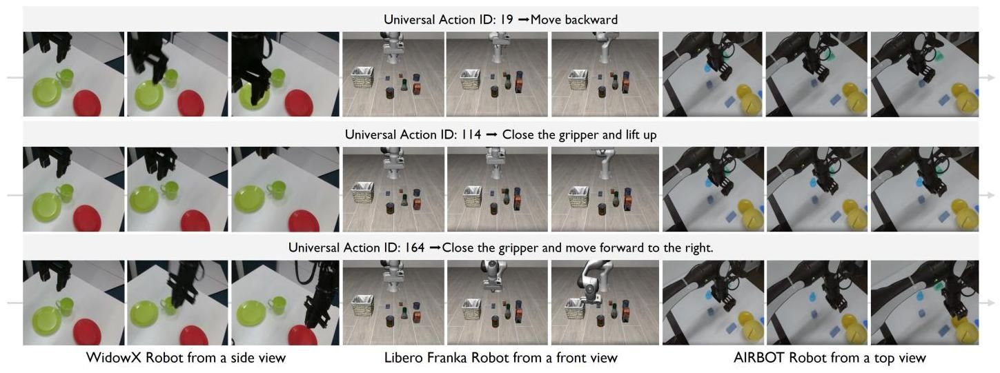 Universal Action ID: 19 →Move backward
Universal Action ID: 114 → Close the gripper and lift up
Universal Action ID: 164 →Close the gripper and move forward to the right.
WidowX Robot from a side view
Libero Franka Robot from a front view
AIRBOT Robot from a top view